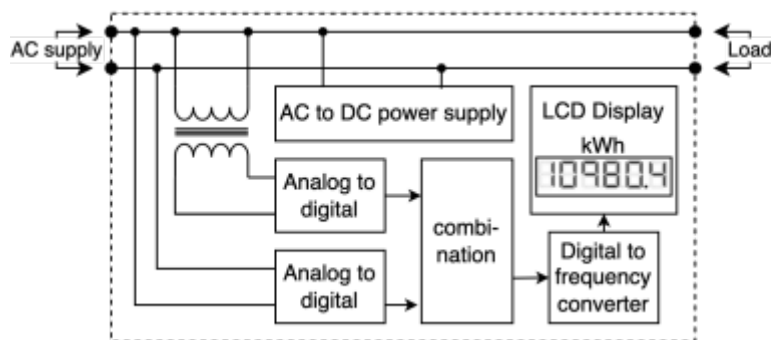 AC supply
Load
AC to DC power supply
LCD Display
kWh
10980.4
Analog to
digital
combi-
nation
Analog to
digital
Digital to
frequency
converter